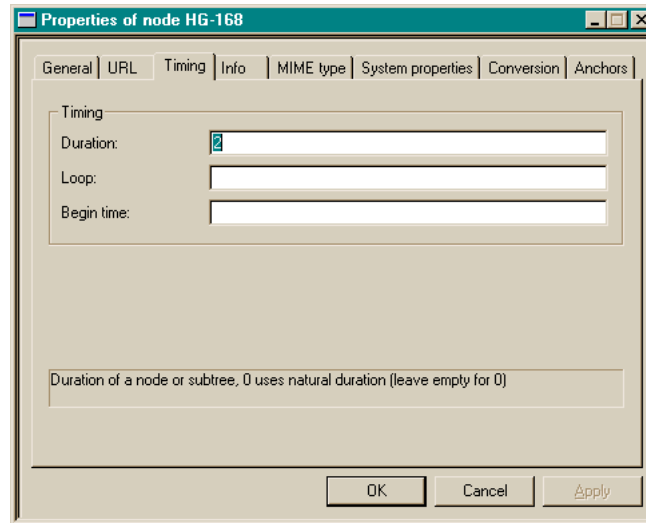 Properties of node HG-168
General URL Timing Info MIME type System properties Conversion Anchors
Timing
Duration: 2
Loop:
Begin time:
Duration of a node or subtree, 0 uses natural duration (leave empty for 0)
OK Cancel Apply